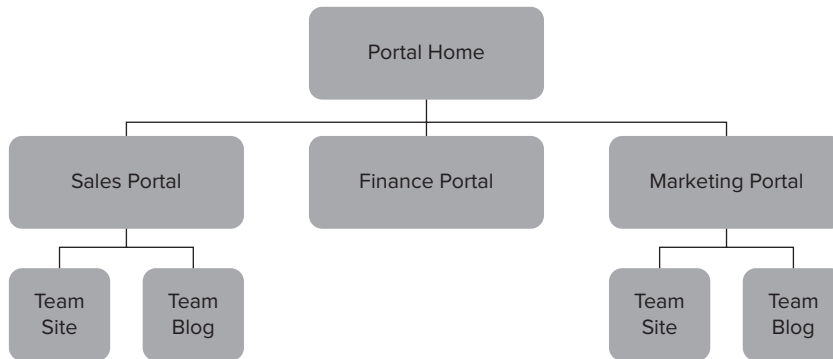 Portal Home
Sales Portal
Finance Portal
Marketing Portal
Team
Site
Team
Blog
Team
Site
Team
Blog